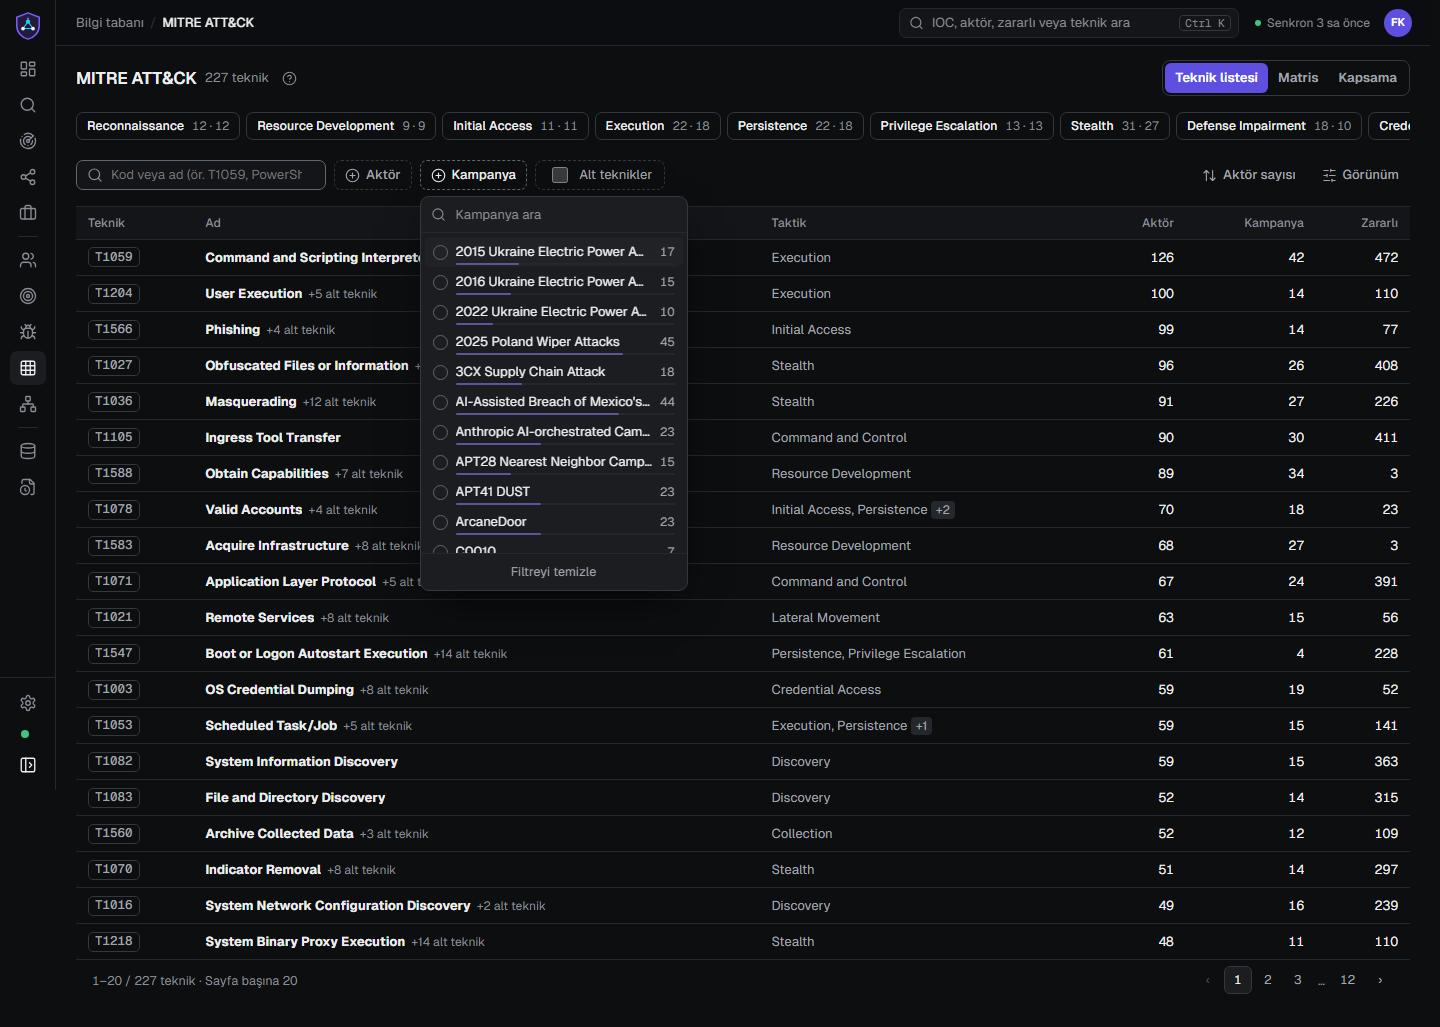 Bilgi tabanı / MITRE ATT&CK
IOC, aktör, zararlı veya teknik ara Ctrl K
Senkron 3 sa önce
FK
MITRE ATT&CK 227 teknik
Teknik listesi Matris Kapsama
Reconnaissance 12 · 12 Resource Development 9 · 9 Initial Access 11 · 11 Execution 22 · 18 Persistence 22 · 18 Privilege Escalation 13 · 13 Stealth 31 · 27 Defense Impairment 18 · 10 Crede
Kod veya ad (ör. T1059, PowerSh Aktör Kampanya Alt teknikler Aktör sayısı Görünüm
Kampanya ara
2015 Ukraine Electric Power A... 17
2016 Ukraine Electric Power A... 15
2022 Ukraine Electric Power A... 10
2025 Poland Wiper Attacks 45
3CX Supply Chain Attack 18
AI-Assisted Breach of Mexico's... 44
Anthropic AI-orchestrated Cam... 23
APT28 Nearest Neighbor Camp... 15
APT41 DUST 23
ArcaneDoor 23
C0010 7
Filtreyi temizle
Teknik Ad Taktik Aktör Kampanya Zararlı
T1059 Command and Scripting Interprete Execution 126 42 472
T1204 User Execution +5 alt teknik Execution 100 14 110
T1566 Phishing +4 alt teknik Initial Access 99 14 77
T1027 Obfuscated Files or Information + Stealth 96 26 408
T1036 Masquerading +12 alt teknik Stealth 91 27 226
T1105 Ingress Tool Transfer Command and Control 90 30 411
T1588 Obtain Capabilities +7 alt teknik Resource Development 89 34 3
T1078 Valid Accounts +4 alt teknik Initial Access, Persistence +2 70 18 23
T1583 Acquire Infrastructure +8 alt teknik Resource Development 68 27 3
T1071 Application Layer Protocol +5 alt t Command and Control 67 24 391
T1021 Remote Services +8 alt teknik Lateral Movement 63 15 56
T1547 Boot or Logon Autostart Execution +14 alt teknik Persistence, Privilege Escalation 61 4 228
T1003 OS Credential Dumping +8 alt teknik Credential Access 59 19 52
T1053 Scheduled Task/Job +5 alt teknik Execution, Persistence +1 59 15 141
T1082 System Information Discovery Discovery 59 15 363
T1083 File and Directory Discovery Discovery 52 14 315
T1560 Archive Collected Data +3 alt teknik Collection 52 12 109
T1070 Indicator Removal +8 alt teknik Stealth 51 14 297
T1016 System Network Configuration Discovery +2 alt teknik Discovery 49 16 239
T1218 System Binary Proxy Execution +14 alt teknik Stealth 48 11 110
1–20 / 227 teknik · Sayfa başına 20
‹ 1 2 3 … 12 ›